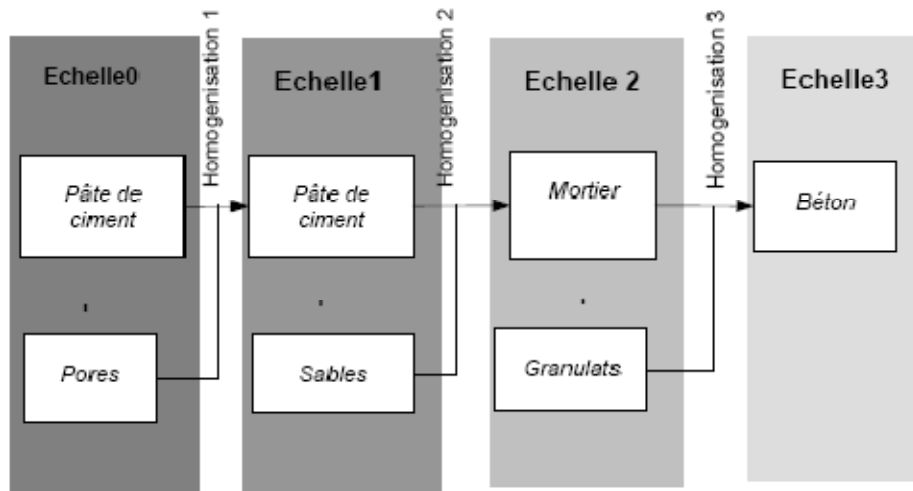 Echelle0
Pâte de
ciment
Pores
Homogenisation 1
Echelle1
Pâte de
ciment
Sables
Homogenisation 2
Echelle 2
Mortier
Granulats
Homogenisation 3
Echelle3
Béton